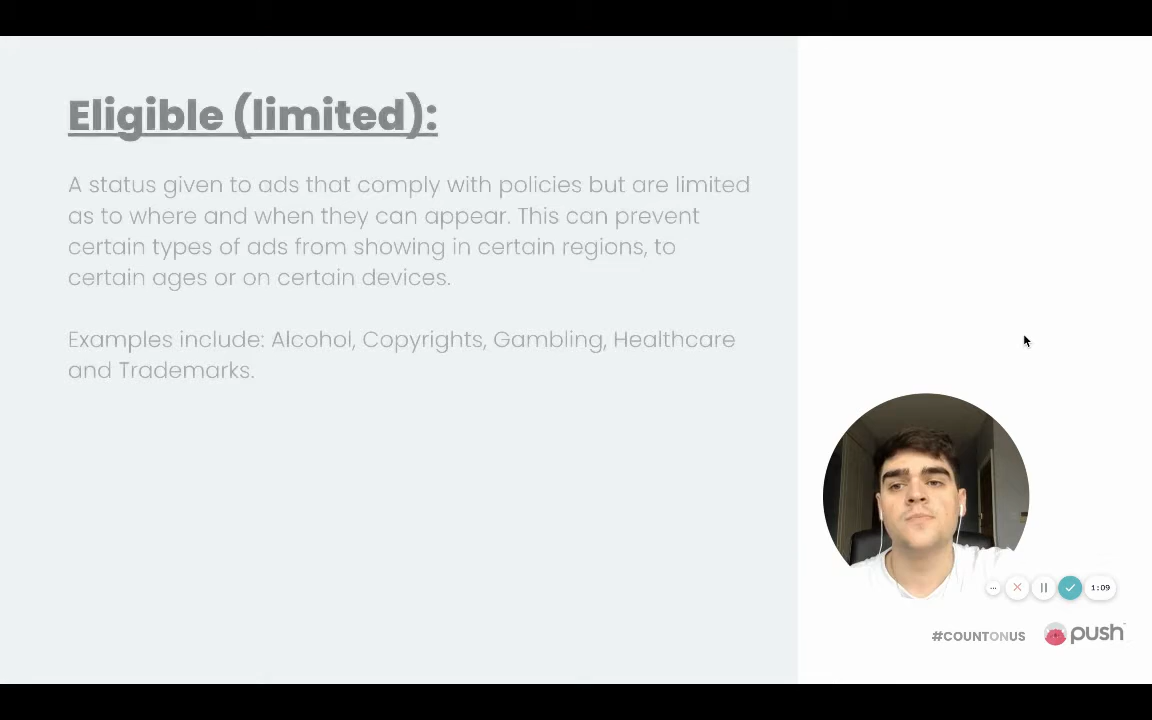 Eligible (limited):
A status given to ads that comply with policies but are limited
as to where and when they can appear. This can prevent
certain types of ads from showing in certain regions, to
certain ages or on certain devices.
Examples include: Alcohol, Copyrights, Gambling, Healthcare
and Trademarks.
1:09
#COUNTONUS
push